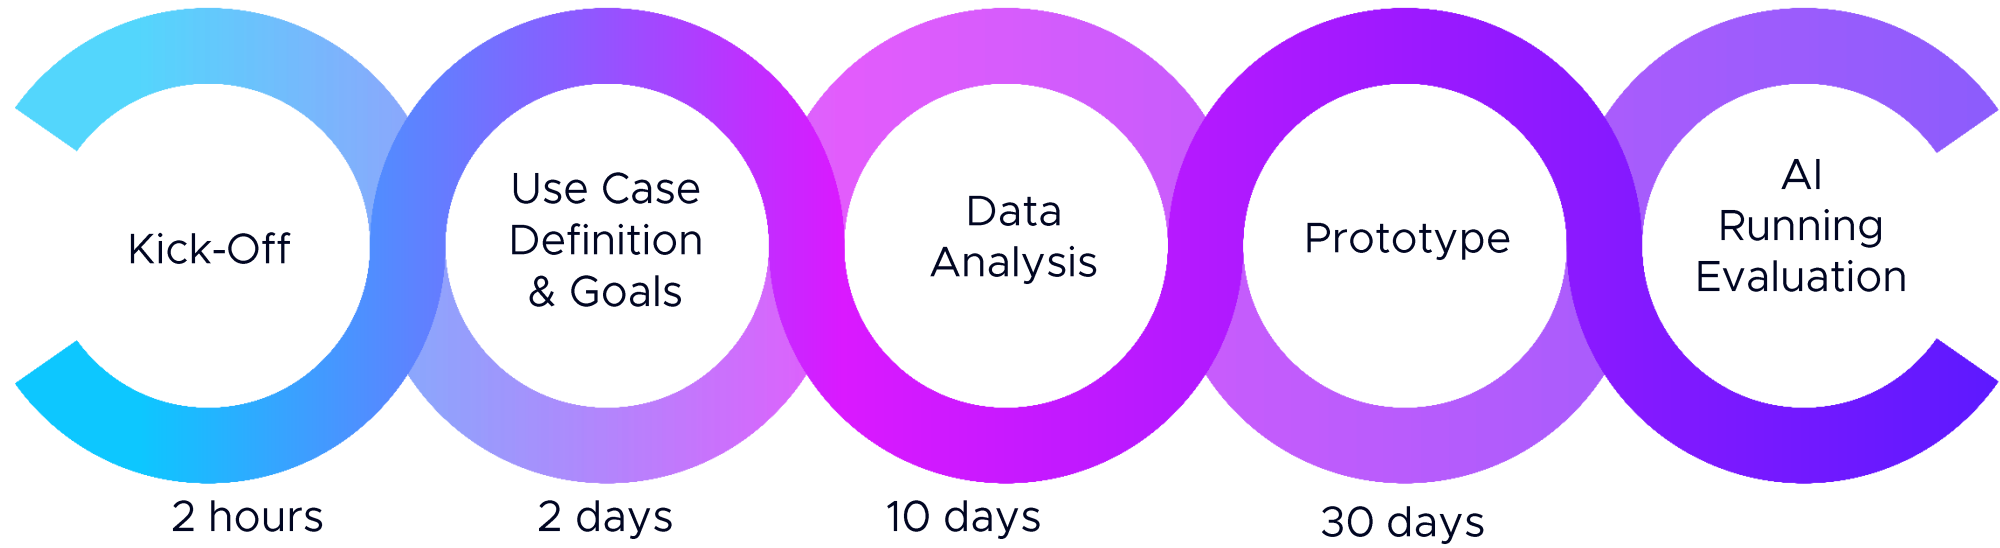 Kick-Off
Use Case
Definition
& Goals
Data
Analysis
Prototype
AI
Running
Evaluation
2 hours
2 days
10 days
30 days